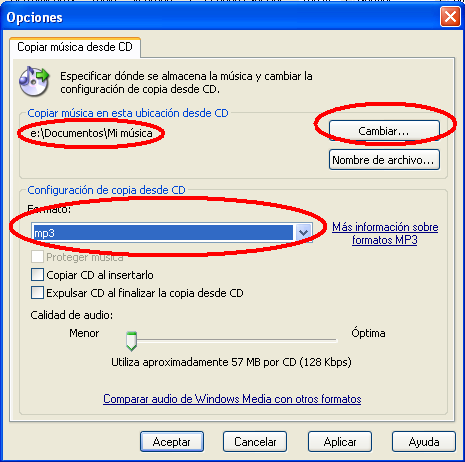 Opciones
Copiar música desde CD
Especificar dónde se almacena la música y cambiar la
configuración de copia desde CD.
Copiar música en esta ubicación desde CD
e:\Documentos\Mi música
Cambiar...
Nombre de archivo...
Configuración de copia desde CD
Formato:
mp3
Más información sobre
formatos MP3
Proteger música
Copiar CD al insertarlo
Expulsar CD al finalizar la copia desde CD
Calidad de audio:
Menor
Óptima
Utiliza aproximadamente 57 MB por CD (128 Kbps)
Comparar audio de Windows Media con otros formatos
Aceptar
Cancelar
Aplicar
Ayuda